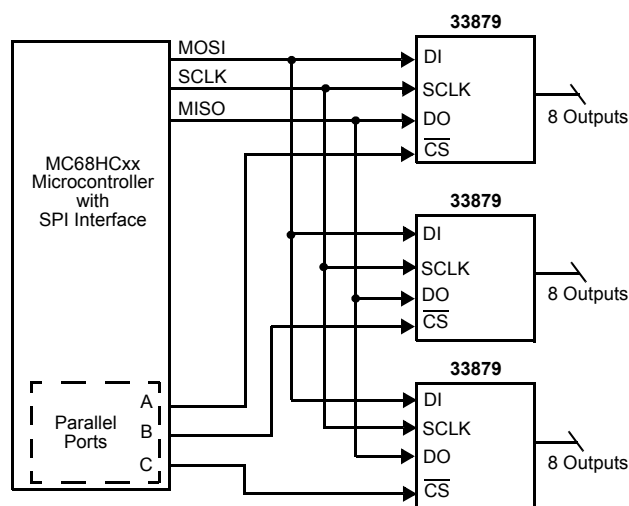 33879
MOSI
SCLK
MISO
DI
SCLK
DO
CS
8 Outputs
MC68HCxx
Microcontroller
with
SPI Interface
33879
DI
SCLK
DO
CS
8 Outputs
33879
DI
SCLK
DO
CS
8 Outputs
Parallel
Ports
A
B
C